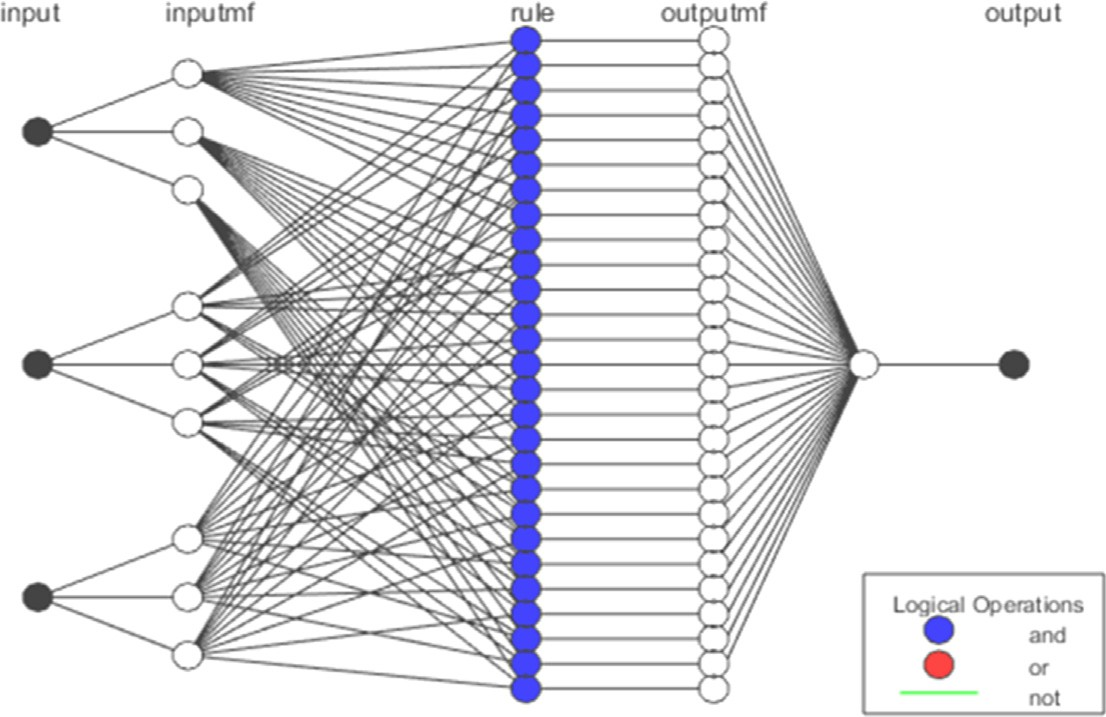 input inputmf rule outputmf output
Logical Operations
and
or
not